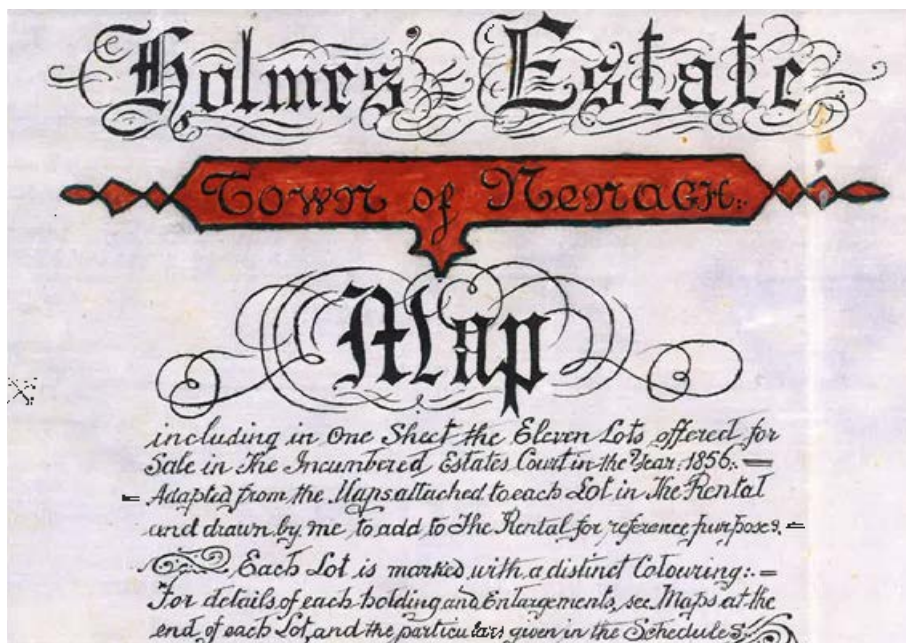 Holmes' Estate
Town of Nenagh:
Map
including in One Sheet the Eleven Lots offered for
Sale in The Incumbered Estates Court in the Year: 1856:
Adapted from the Maps attached to each Lot in The Rental
and drawn by me to add to The Rental for reference purposes.
Each Lot is marked with a distinct Colouring:
For details of each holding and Enlargements, see Maps at the
end of each Lot, and the particulars given in the Schedules